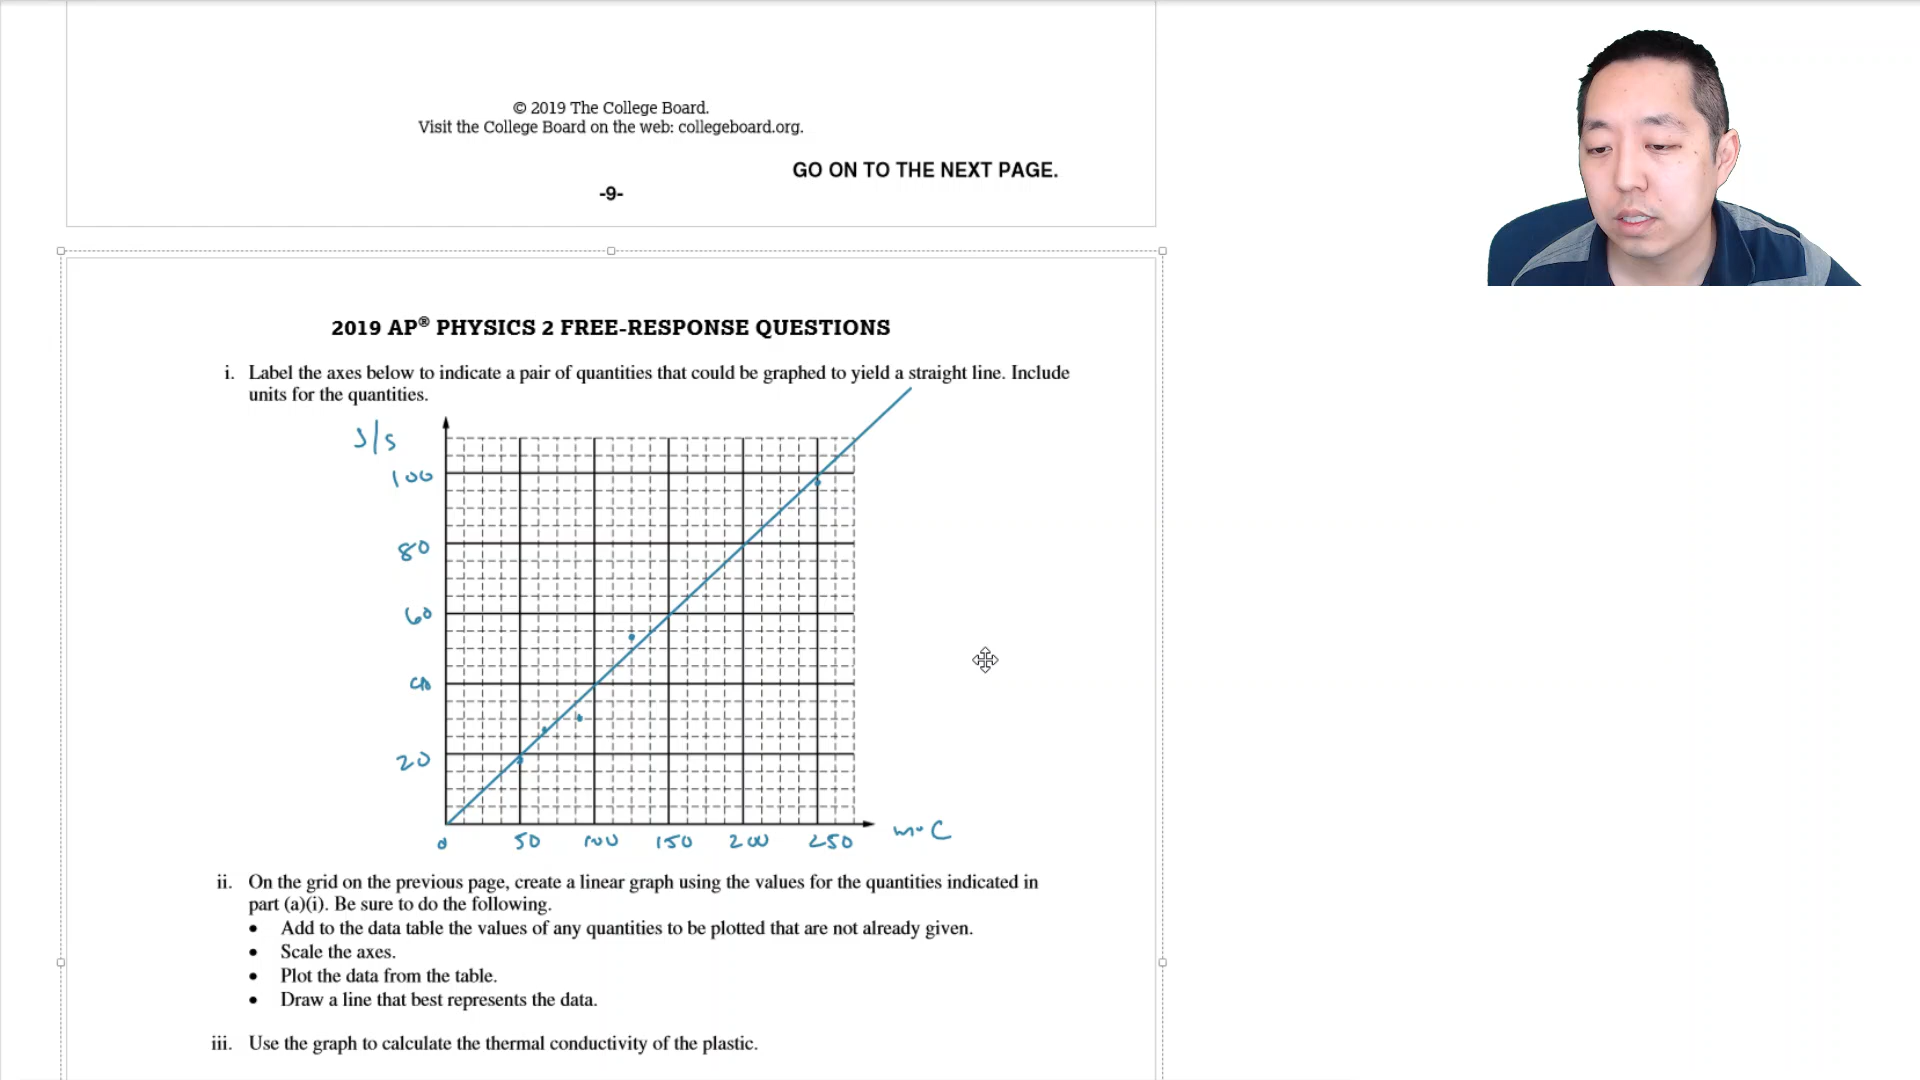 © 2019 The College Board.
Visit the College Board on the web: collegeboard.org.
GO ON TO THE NEXT PAGE.
-9-
2019 AP® PHYSICS 2 FREE-RESPONSE QUESTIONS
i. Label the axes below to indicate a pair of quantities that could be graphed to yield a straight line. Include
units for the quantities.
J/s
100
80
60
40
20
0 50 100 150 200 250
m·C
ii. On the grid on the previous page, create a linear graph using the values for the quantities indicated in
part (a)(i). Be sure to do the following.
• Add to the data table the values of any quantities to be plotted that are not already given.
• Scale the axes.
• Plot the data from the table.
• Draw a line that best represents the data.
iii. Use the graph to calculate the thermal conductivity of the plastic.